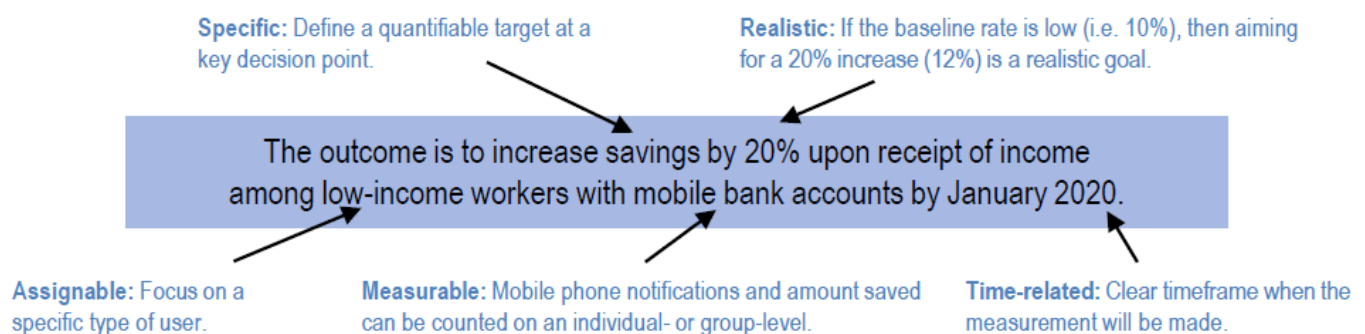 Specific: Define a quantifiable target at a
key decision point.
Realistic: If the baseline rate is low (i.e. 10%), then aiming
for a 20% increase (12%) is a realistic goal.
The outcome is to increase savings by 20% upon receipt of income
among low-income workers with mobile bank accounts by January 2020.
Assignable: Focus on a
specific type of user.
Measurable: Mobile phone notifications and amount saved
can be counted on an individual- or group-level.
Time-related: Clear timeframe when the
measurement will be made.